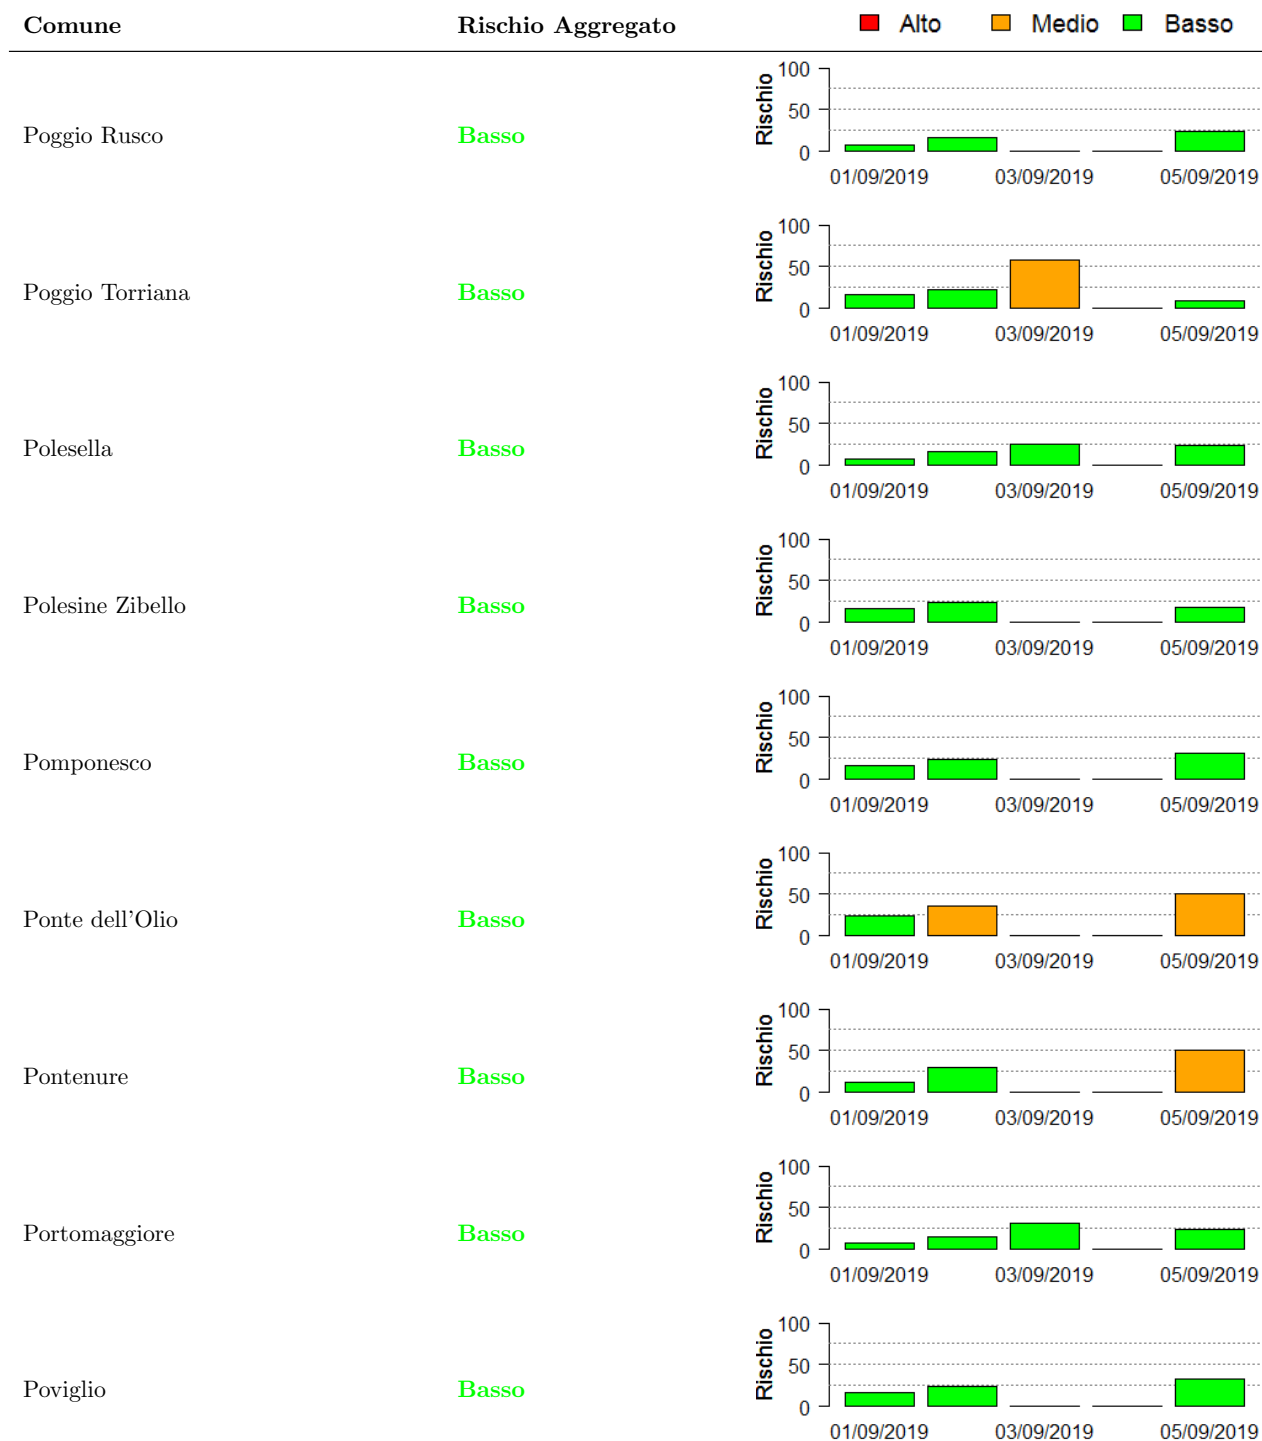 Comune Rischio Aggregato Alto Medio Basso
Poggio Rusco Basso Rischio 100 50 0
01/09/2019 03/09/2019 05/09/2019
Poggio Torriana Basso Rischio 100 50 0
01/09/2019 03/09/2019 05/09/2019
Polesella Basso Rischio 100 50 0
01/09/2019 03/09/2019 05/09/2019
Polesine Zibello Basso Rischio 100 50 0
01/09/2019 03/09/2019 05/09/2019
Pomponesco Basso Rischio 100 50 0
01/09/2019 03/09/2019 05/09/2019
Ponte dell'Olio Basso Rischio 100 50 0
01/09/2019 03/09/2019 05/09/2019
Pontenure Basso Rischio 100 50 0
01/09/2019 03/09/2019 05/09/2019
Portomaggiore Basso Rischio 100 50 0
01/09/2019 03/09/2019 05/09/2019
Poviglio Basso Rischio 100 50 0
01/09/2019 03/09/2019 05/09/2019